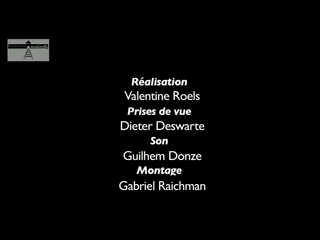 Réalisation
Valentine Roels
Prises de vue
Dieter Deswarte
Son
Guilhem Donze
Montage
Gabriel Raichman